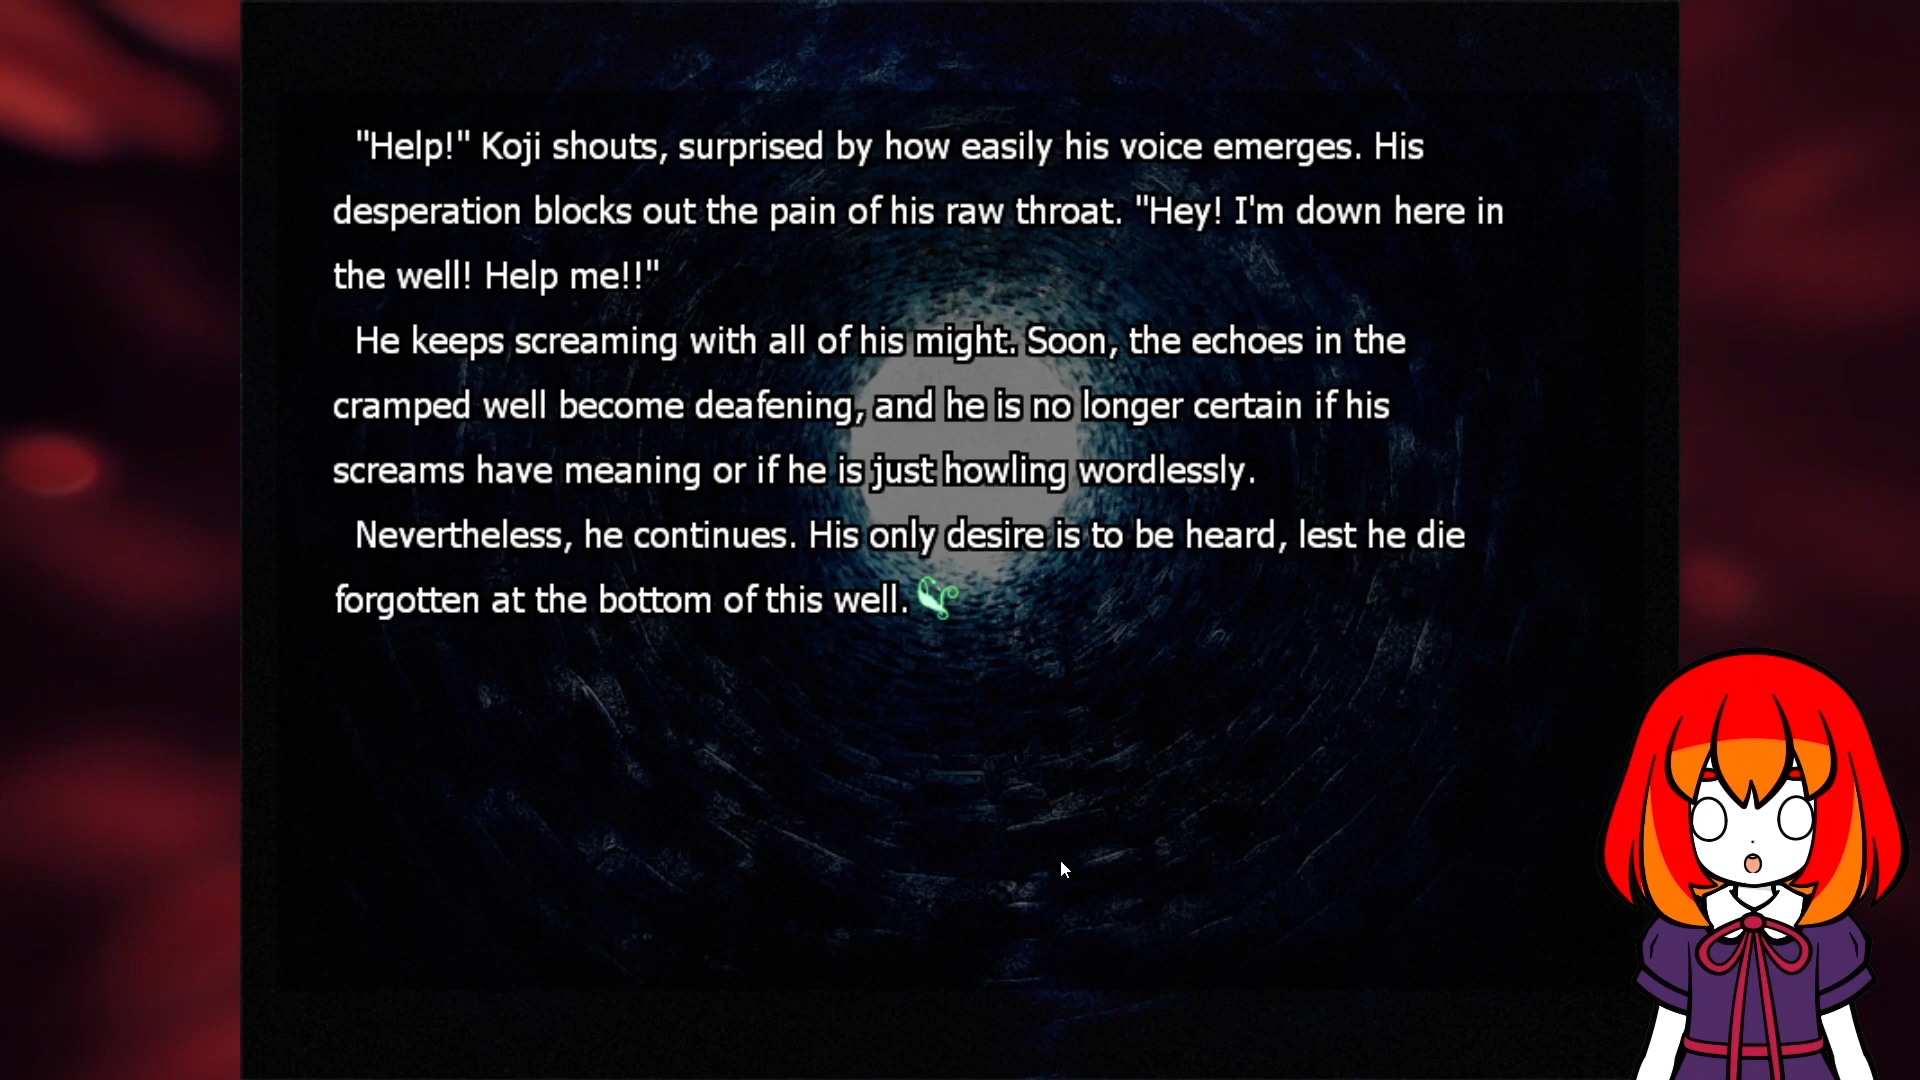 "Help!" Koji shouts, surprised by how easily his voice emerges. His
desperation blocks out the pain of his raw throat. "Hey! I'm down here in
the well! Help me!!"
He keeps screaming with all of his might. Soon, the echoes in the
cramped well become deafening, and he is no longer certain if his
screams have meaning or if he is just howling wordlessly.
Nevertheless, he continues. His only desire is to be heard, lest he die
forgotten at the bottom of this well.